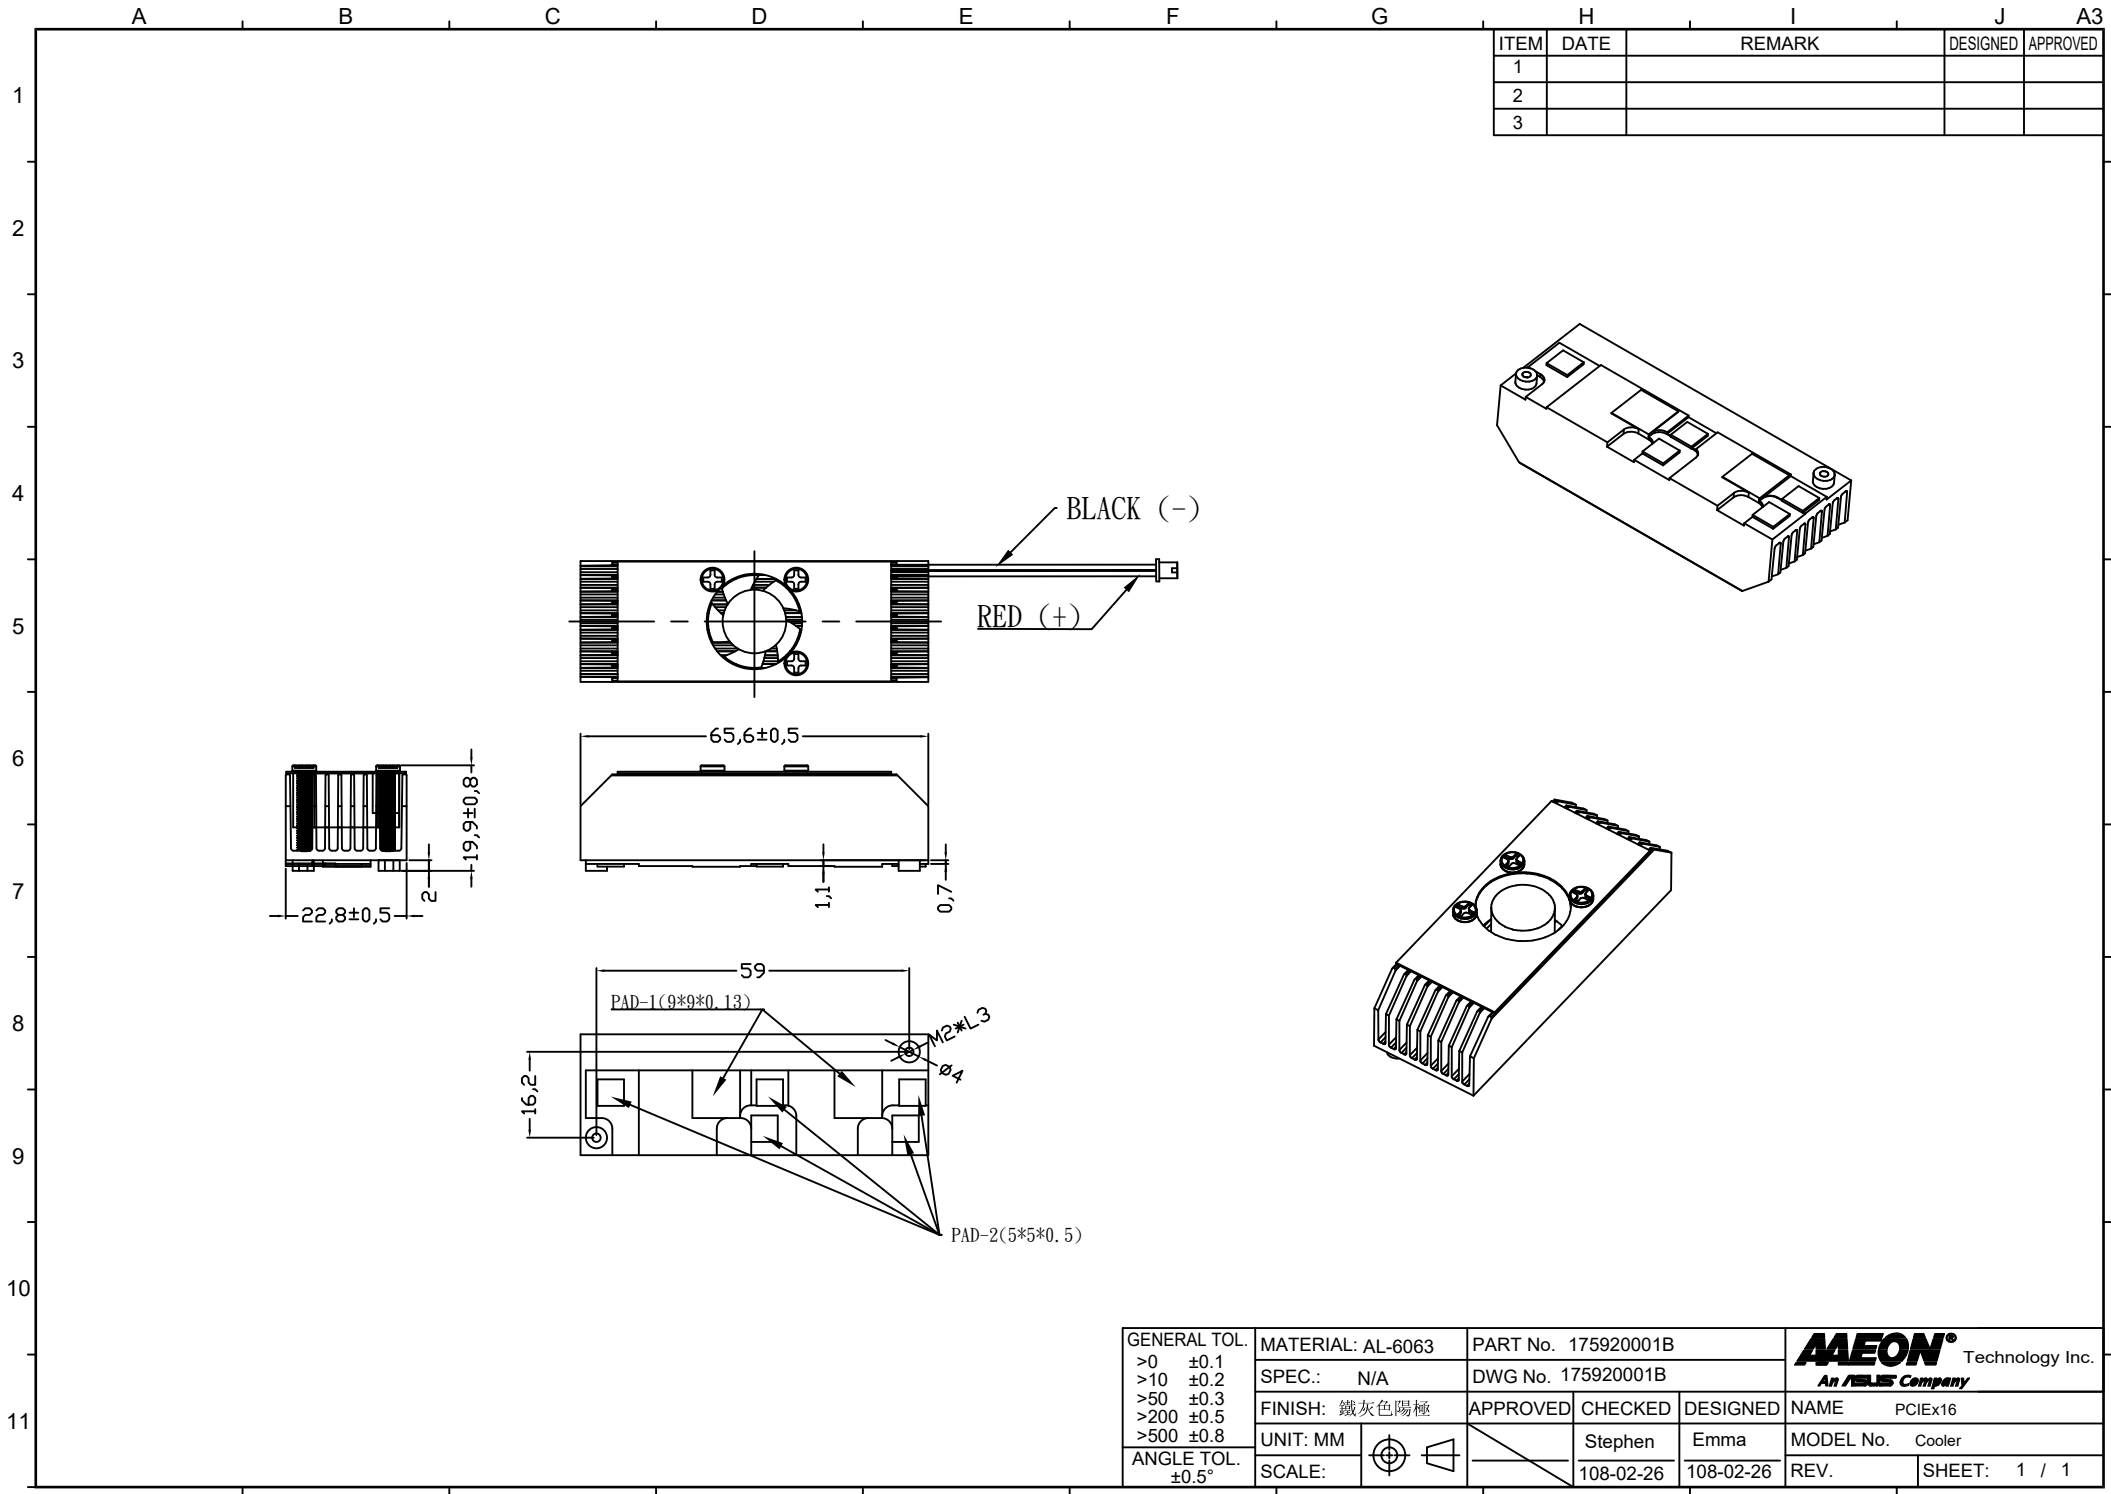 A B C D E F G H I J A3
ITEM DATE REMARK DESIGNED APPROVED
1
2
3
1
2
3
4
5
6
7
8
9
10
11
BLACK (-)
RED (+)
65,6±0,5
19,9±0,8
2
22,8±0,5
1,1
0,7
59
PAD-1(9*9*0.13)
M2*L3
ø4
16,2
PAD-2(5*5*0.5)
GENERAL TOL.
>0 ±0.1
>10 ±0.2
>50 ±0.3
>200 ±0.5
>500 ±0.8
ANGLE TOL.
±0.5°
MATERIAL: AL-6063
SPEC.: N/A
FINISH: 鐵灰色陽極
UNIT: MM
SCALE:
PART No. 175920001B
DWG No. 175920001B
APPROVED CHECKED DESIGNED
Stephen Emma
108-02-26 108-02-26
AAEON® Technology Inc.
An ASUS Company
NAME PCIEx16
MODEL No. Cooler
REV. SHEET: 1 / 1